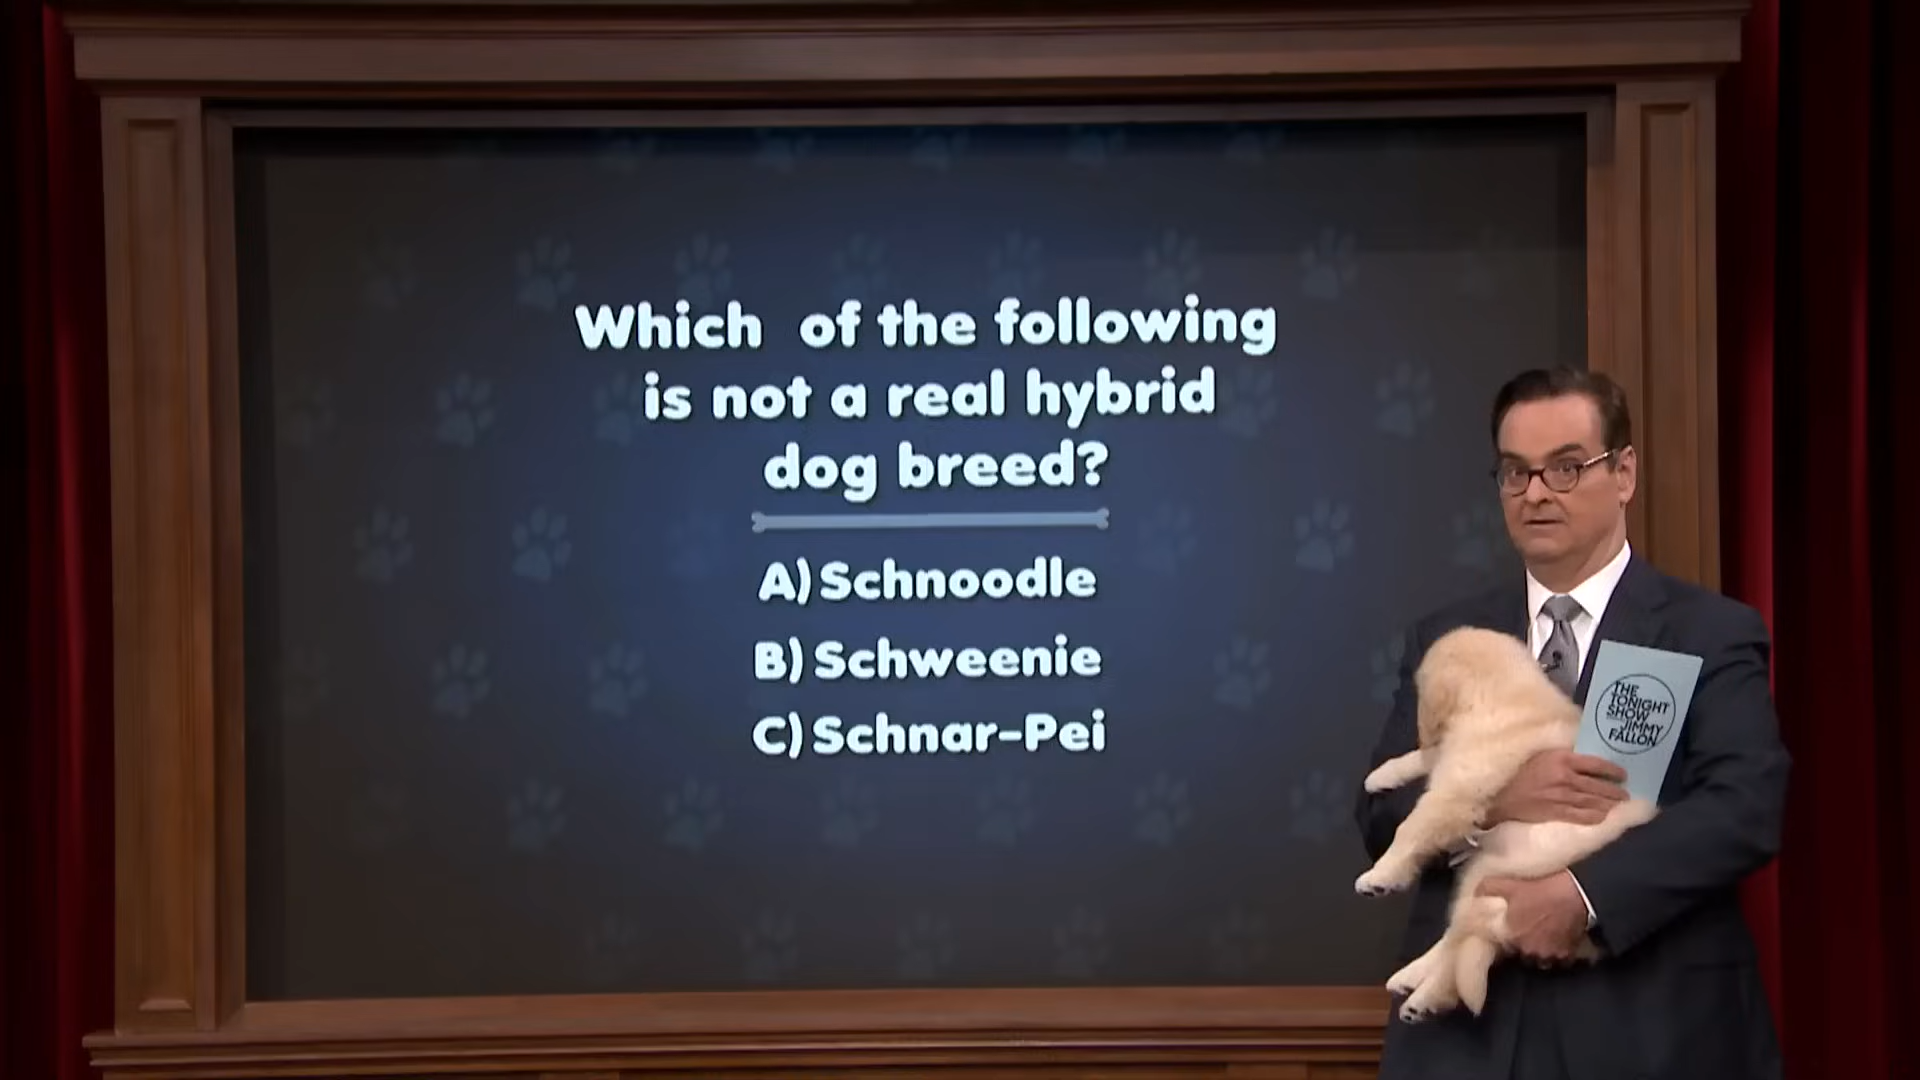 Which of the following
is not a real hybrid
dog breed?
A) Schnoodle
B) Schweenie
C) Schnar-Pei
THE
TONIGHT
SHOW
JIMMY
FALLON